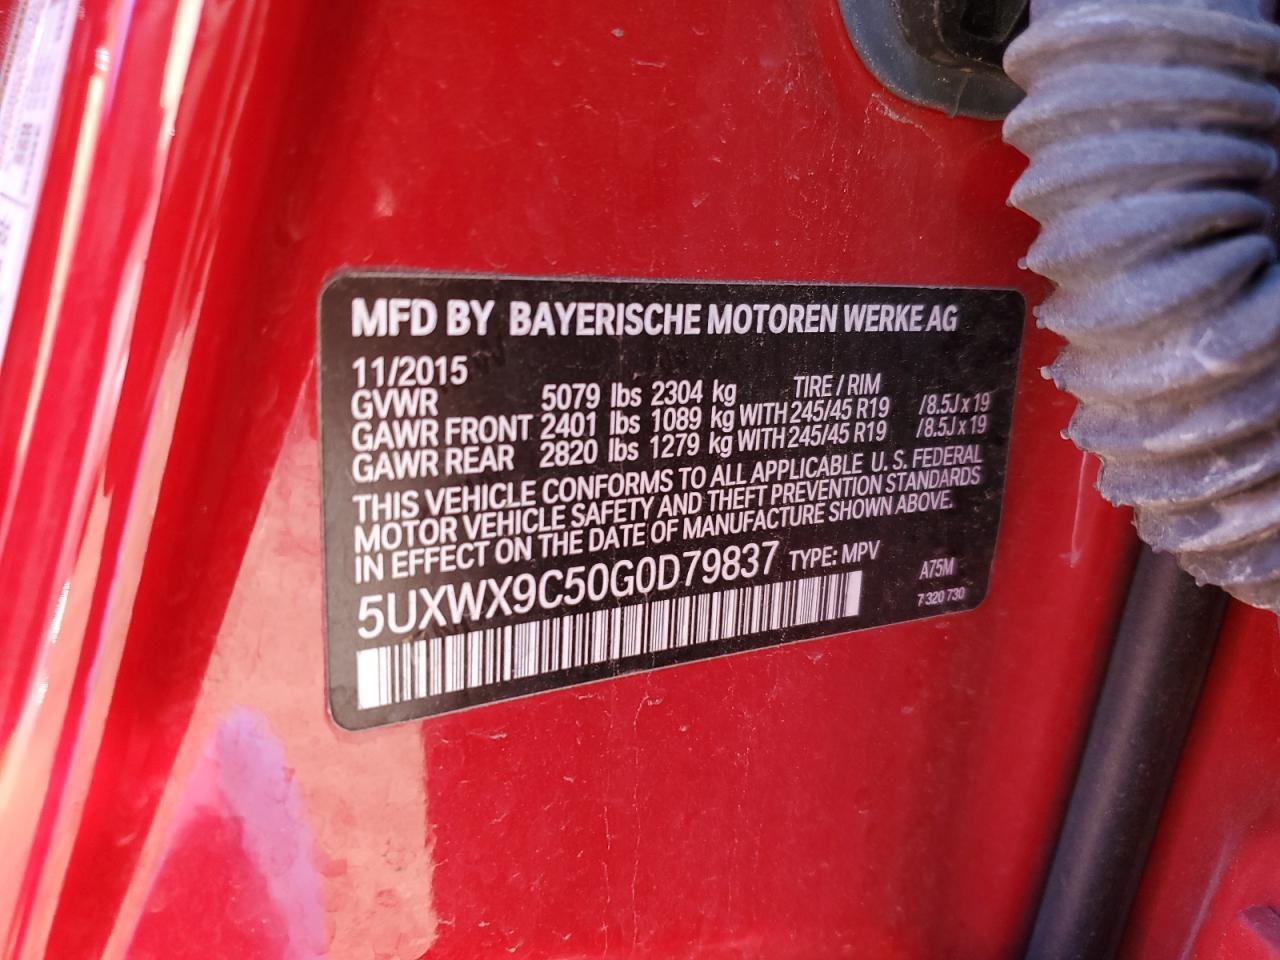 MFD BY BAYERISCHE MOTOREN WERKE AG
11/2015 TIRE / RIM
GVWR 5079 lbs 2304 kg
GAWR FRONT 2401 lbs 1089 kg WITH 245/45 R19 /8.5J x 19
GAWR REAR 2820 lbs 1279 kg WITH 245/45 R19 /8.5J x 19
THIS VEHICLE CONFORMS TO ALL APPLICABLE U. S. FEDERAL
MOTOR VEHICLE SAFETY AND THEFT PREVENTION STANDARDS
IN EFFECT ON THE DATE OF MANUFACTURE SHOWN ABOVE.
5UXWX9C50G0D79837 TYPE: MPV A75M
7 320 730